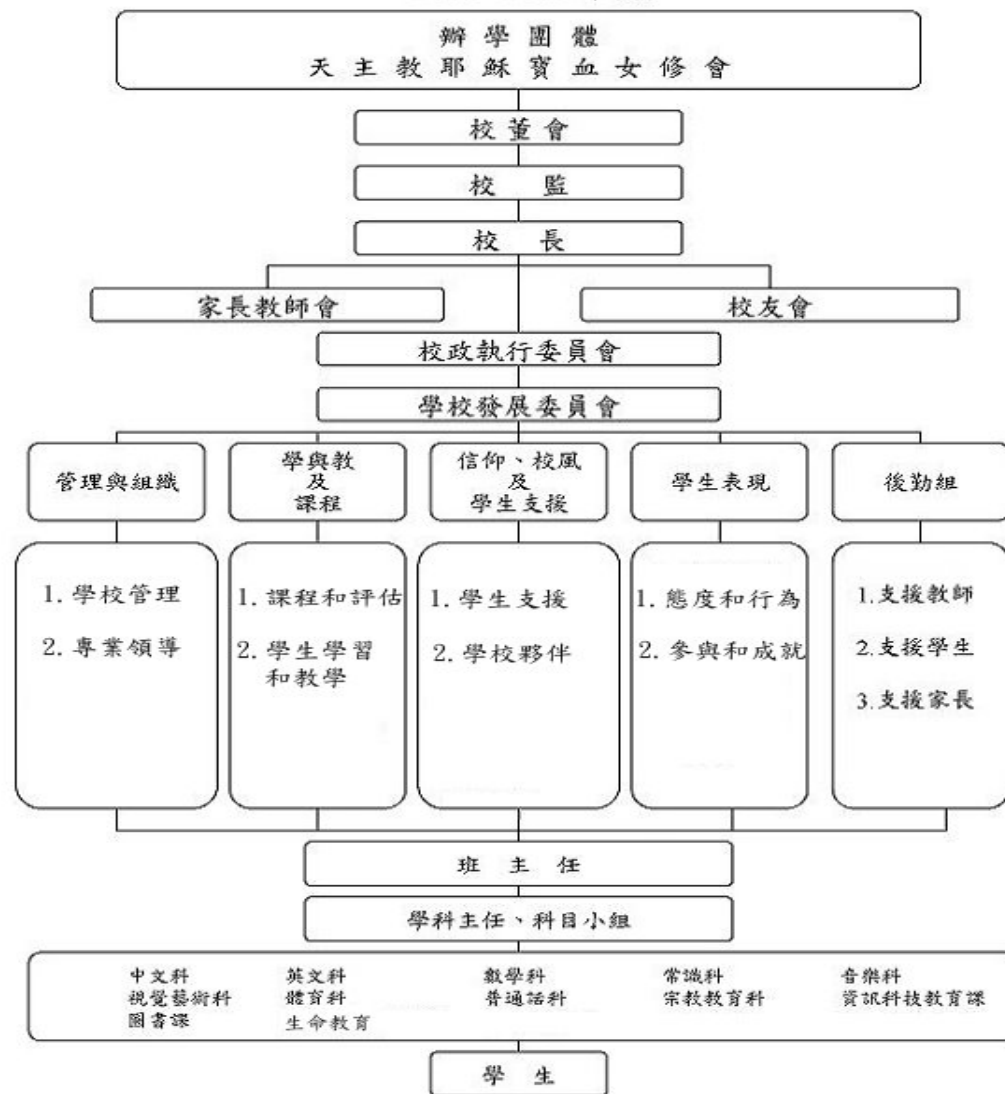 辦學團體
天主教耶穌寶血女修會
校董會
校監
校長
家長教師會
校友會
校政執行委員會
學校發展委員會
管理與組織
學與教
及
課程
信仰、校風
及
學生支援
學生表現
後勤組
1. 學校管理
2. 專業領導
1. 課程和評估
2. 學生學習
和教學
1. 學生支援
2. 學校夥伴
1. 態度和行為
2. 參與和成就
1. 支援教師
2. 支援學生
3. 支援家長
班主任
學科主任、科目小組
中文科 英文科 數學科 常識科 音樂科
視覺藝術科 體育科 普通話科 宗教教育科 資訊科技教育課
圖書課 生命教育
學生